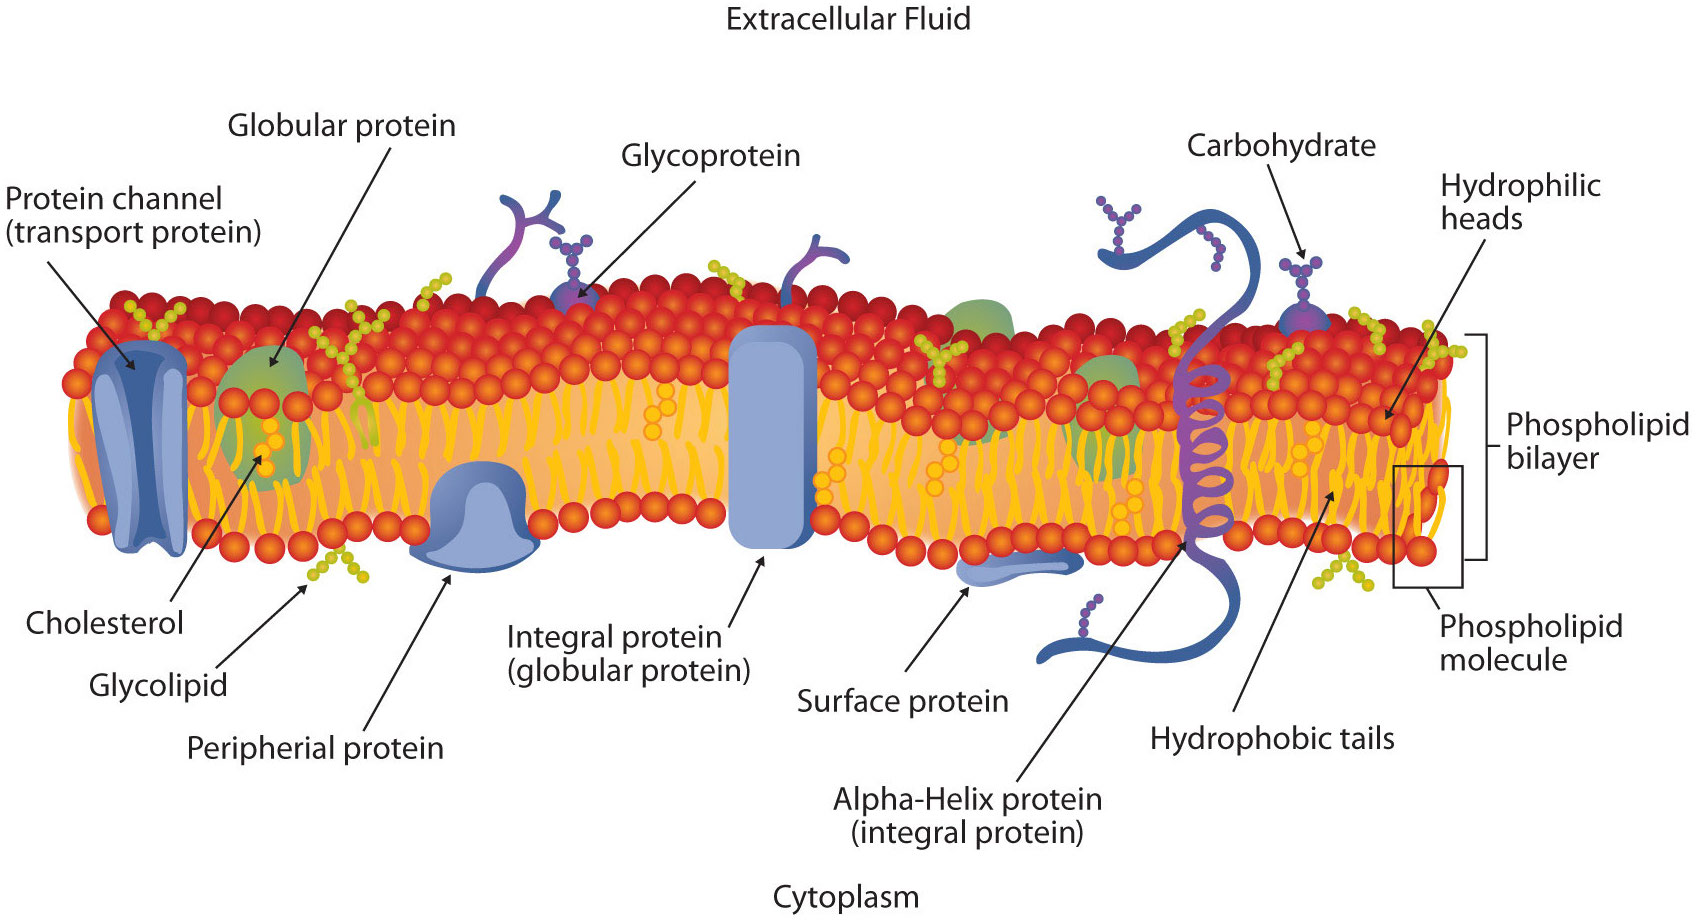 Extracellular Fluid
Globular protein
Glycoprotein
Carbohydrate
Hydrophilic
heads
Protein channel
(transport protein)
Phospholipid
bilayer
Cholesterol
Glycolipid
Peripherial protein
Integral protein
(globular protein)
Surface protein
Alpha-Helix protein
(integral protein)
Hydrophobic tails
Phospholipid
molecule
Cytoplasm